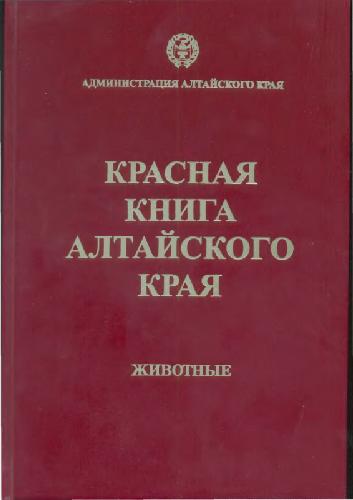 АДМИНИСТРАЦИЯ АЛТАЙСКОГО КРАЯ
КРАСНАЯ
КНИГА
АЛТАЙСКОГО
КРАЯ
ЖИВОТНЫЕ